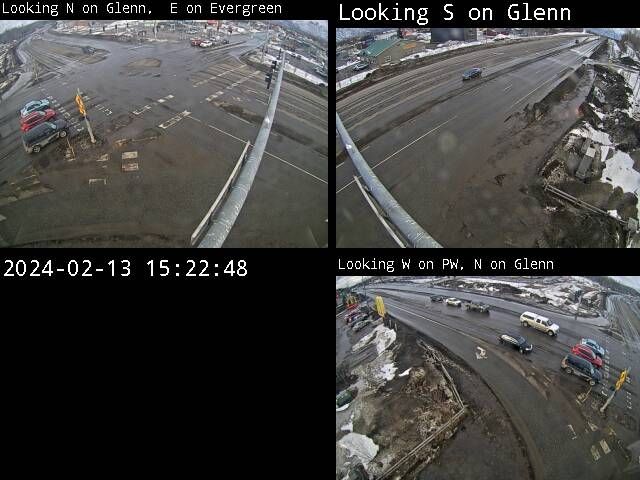 Looking N on Glenn,  E on Evergreen
Looking S on Glenn
2024-02-13 15:22:48
Looking W on PW, N on Glenn